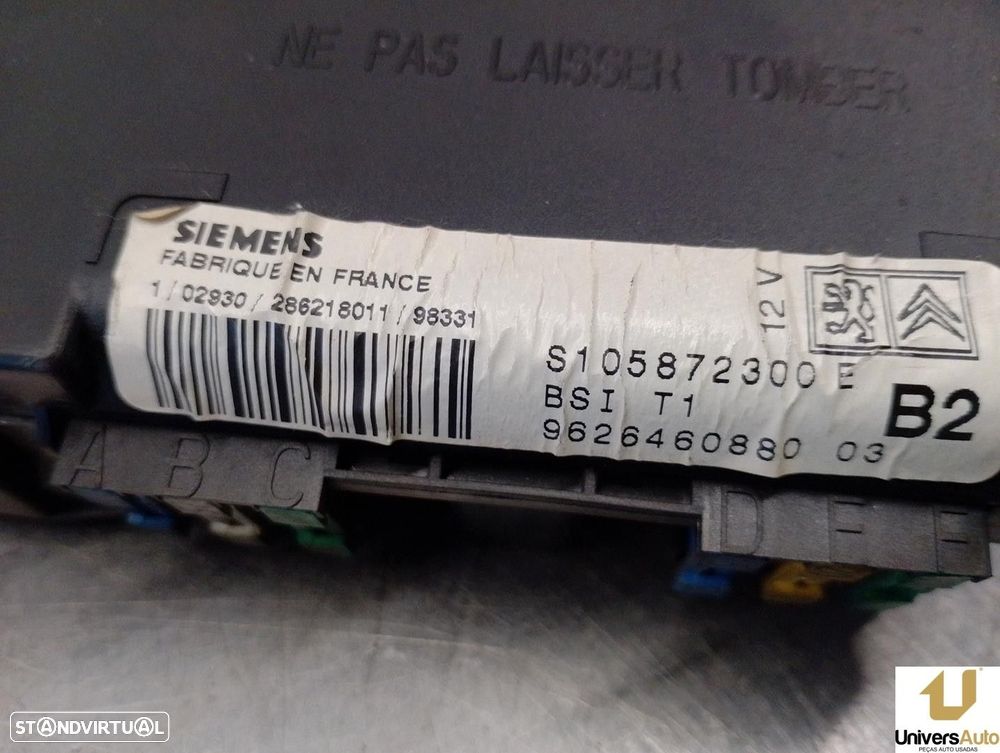 NE PAS LAISSER TOMBER
SIEMENS
FABRIQUE EN FRANCE
1/02930/286218011/98331
12 V
S105872300 E
BSI T1
B2
9626460880 03
A B C D E F
STANDVIRTUAL
UniversAuto
PEÇAS AUTO USADAS